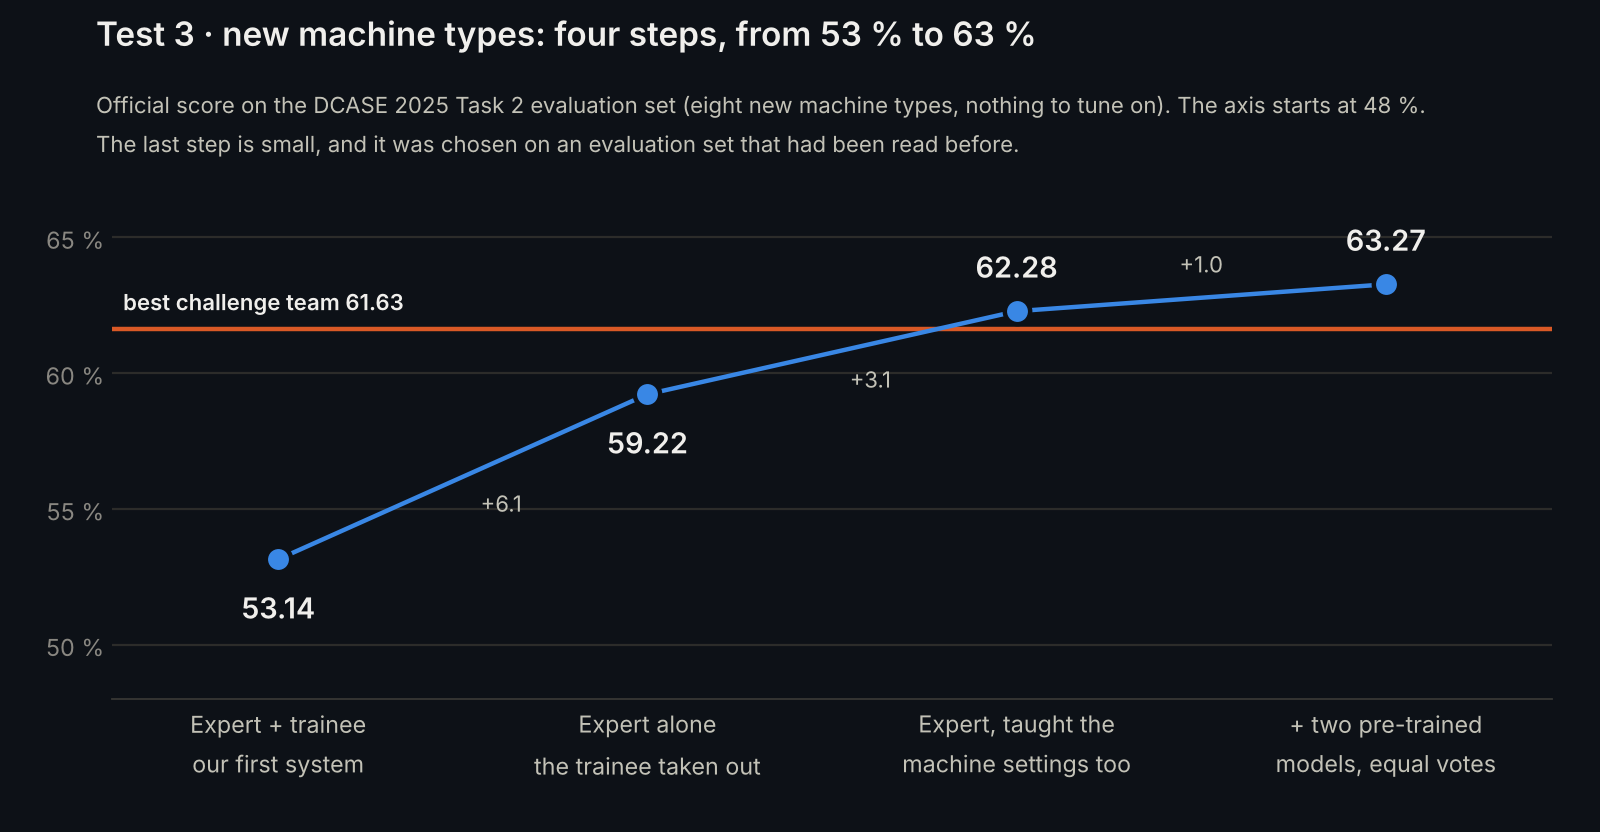 Test 3 · new machine types: four steps, from 53 % to 63 %
Official score on the DCASE 2025 Task 2 evaluation set (eight new machine types, nothing to tune on). The axis starts at 48 %.
The last step is small, and it was chosen on an evaluation set that had been read before.
65 %
63.27
62.28
+1.0
best challenge team 61.63
60 %
+3.1
59.22
55 %
+6.1
53.14
50 %
Expert + trainee
our first system
Expert alone
the trainee taken out
Expert, taught the
machine settings too
+ two pre-trained
models, equal votes